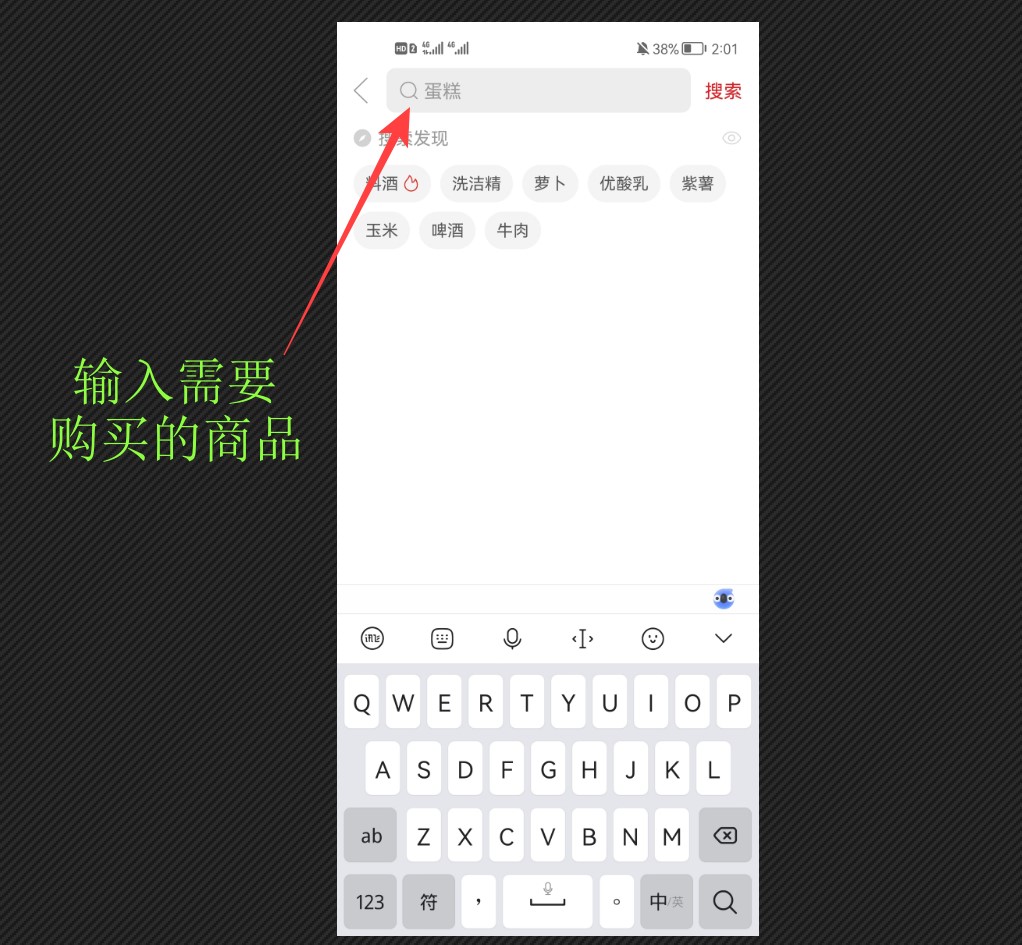 HD 2 4G 4G 38% 2:01
蛋糕 搜索
搜索发现
料酒 洗洁精 萝卜 优酸乳 紫薯
玉米 啤酒 牛肉
输入需要
购买的商品
Q W E R T Y U I O P
A S D F G H J K L
ab Z X C V B N M
123 符 ， 。 中/英